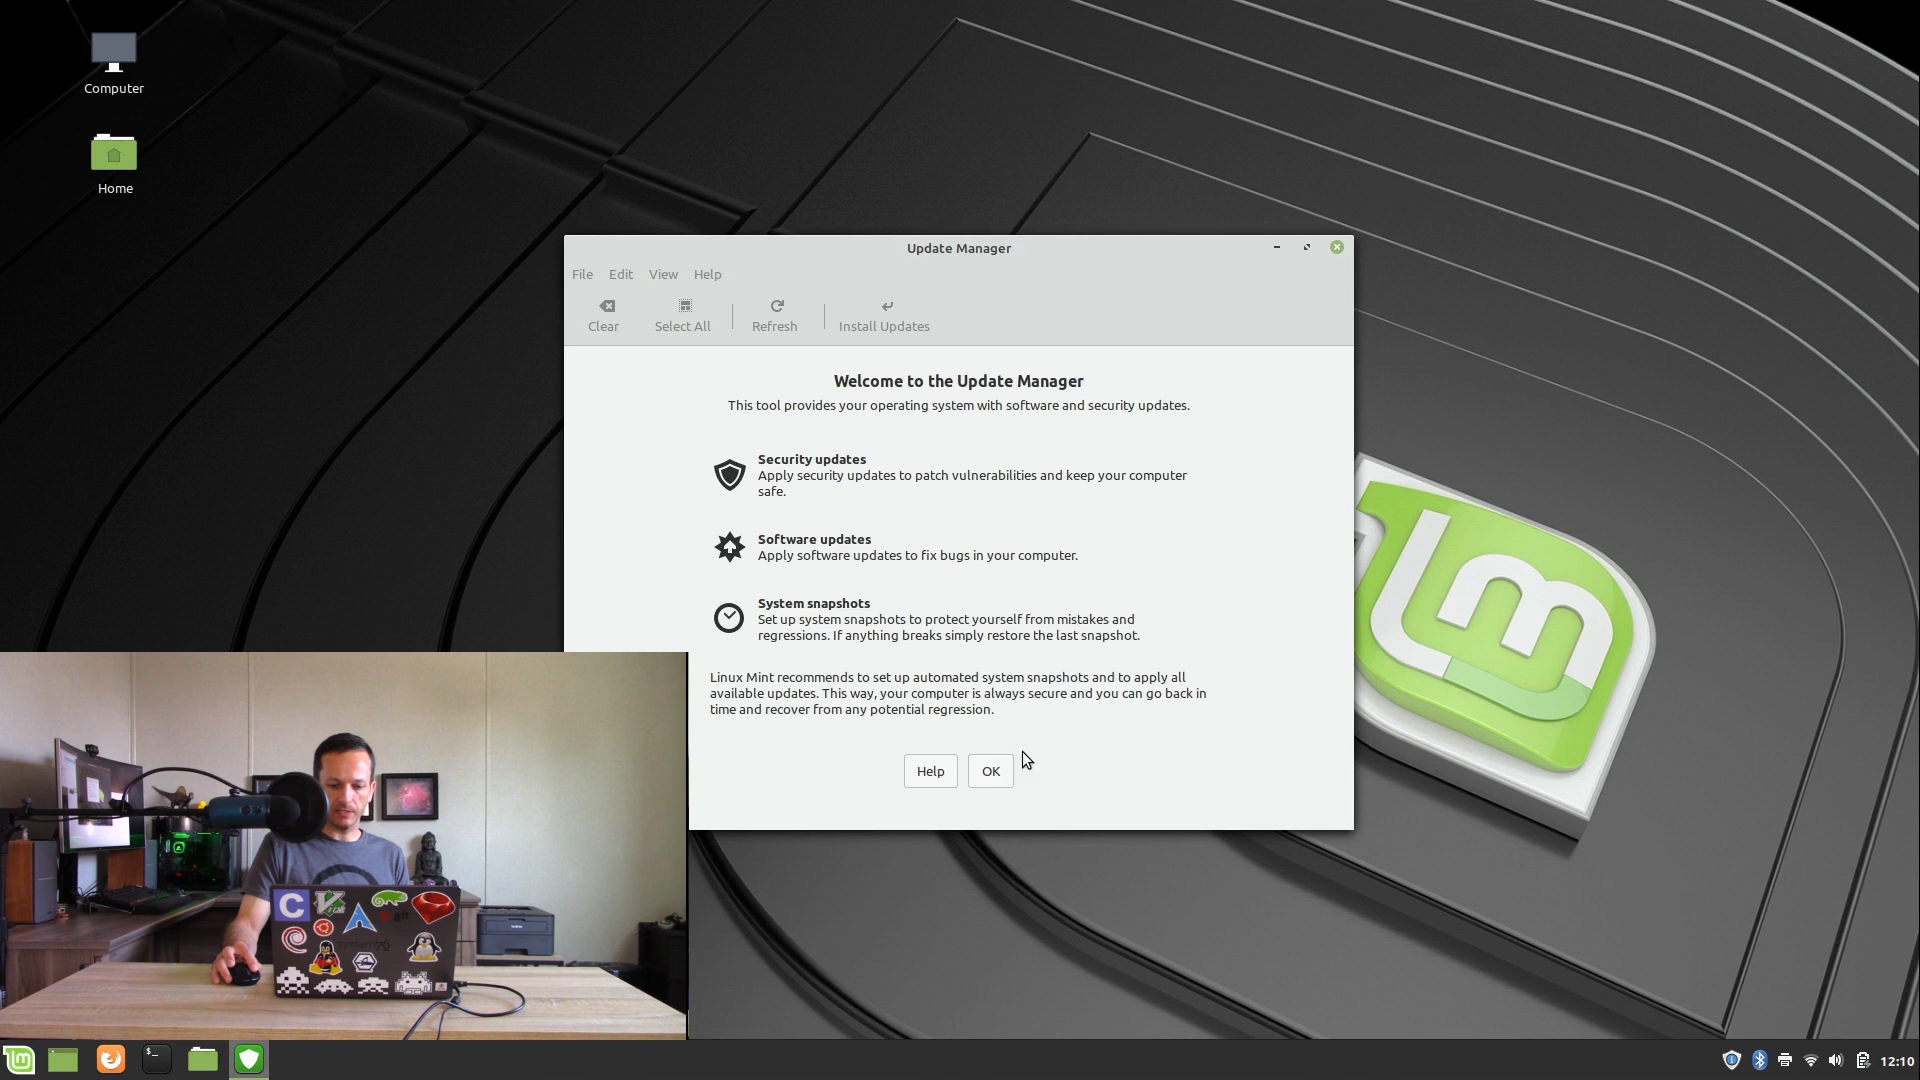 Computer
Home
Update Manager
File Edit View Help
Clear Select All Refresh Install Updates
Welcome to the Update Manager
This tool provides your operating system with software and security updates.
Security updates
Apply security updates to patch vulnerabilities and keep your computer
safe.
Software updates
Apply software updates to fix bugs in your computer.
System snapshots
Set up system snapshots to protect yourself from mistakes and
regressions. If anything breaks simply restore the last snapshot.
Linux Mint recommends to set up automated system snapshots and to apply all
available updates. This way, your computer is always secure and you can go back in
time and recover from any potential regression.
Help OK
lm
C
git
system76
lm
$_
12:10